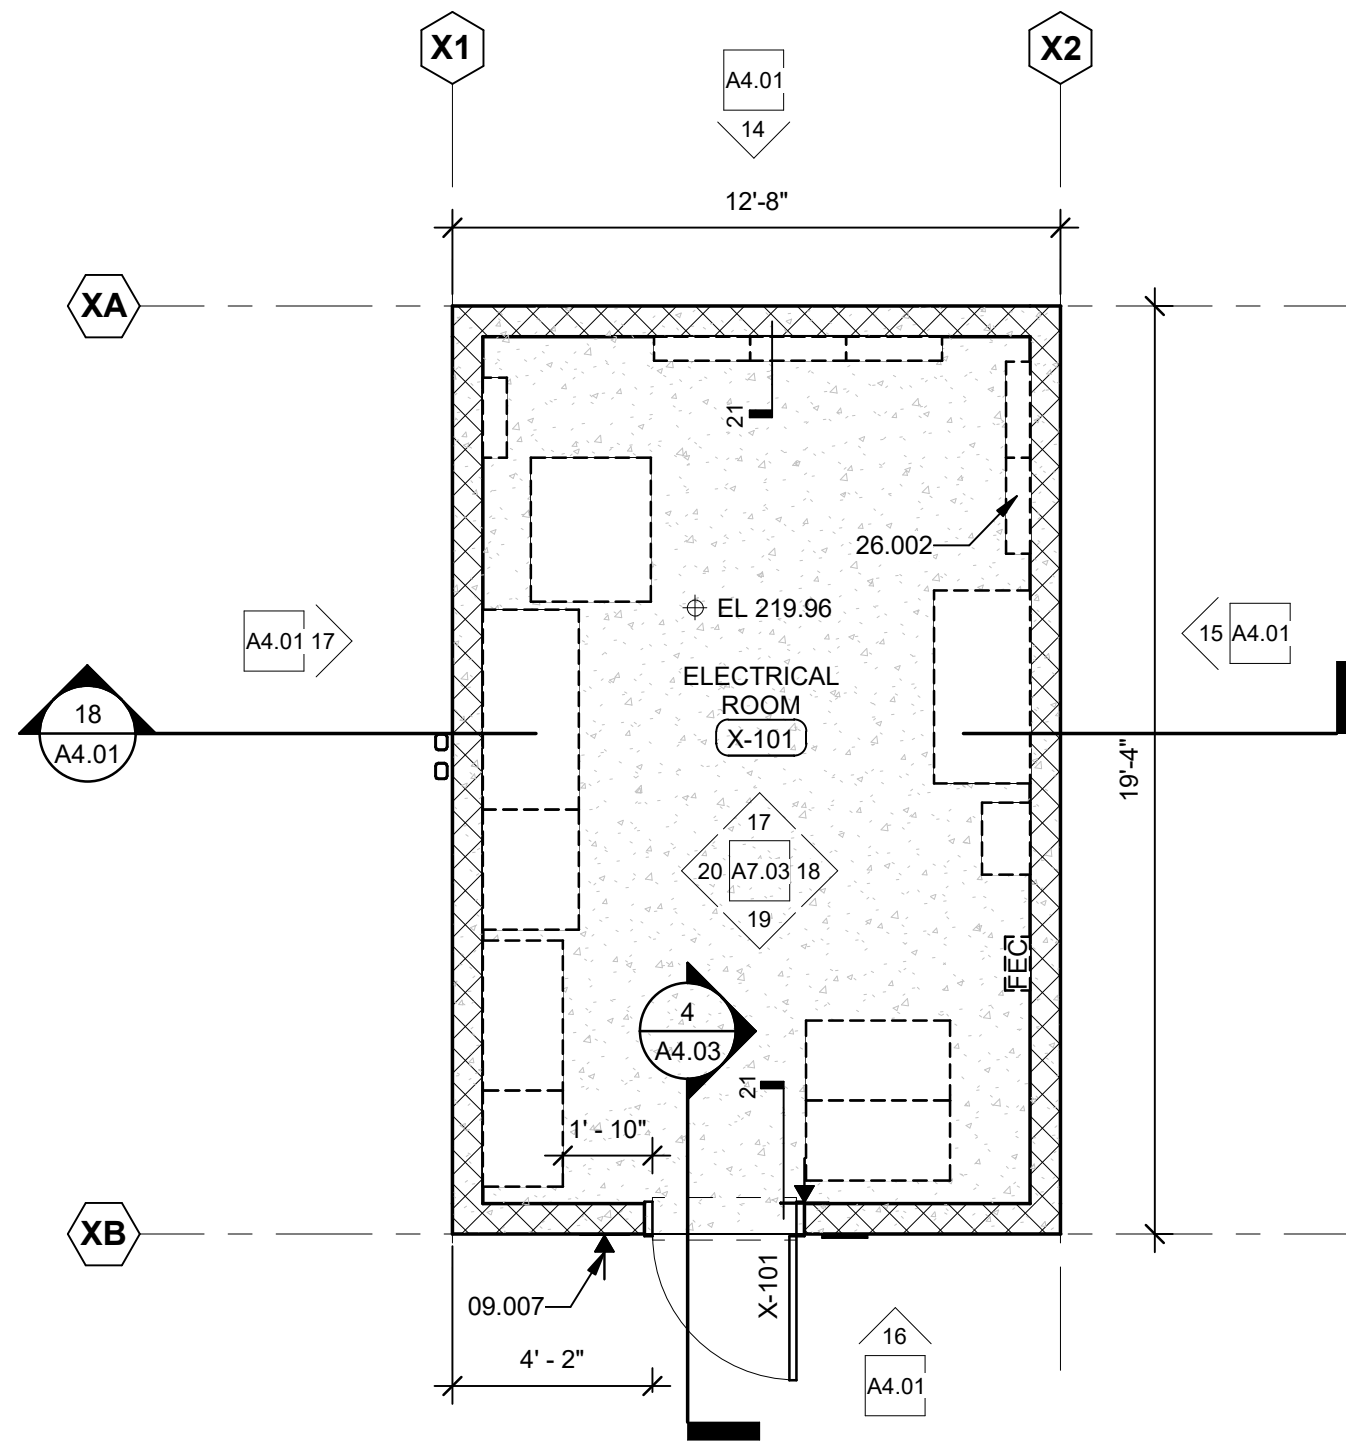 X1
X2
A4.01
14
12'-8"
XA
21
26.002
EL 219.96
A4.01 17
15 A4.01
ELECTRICAL
ROOM
X-101
18
A4.01
19'-4"
17
20 A7.03 18
19
FEC
4
A4.03
21
1' - 10"
XB
X-101
09.007
16
4' - 2"
A4.01